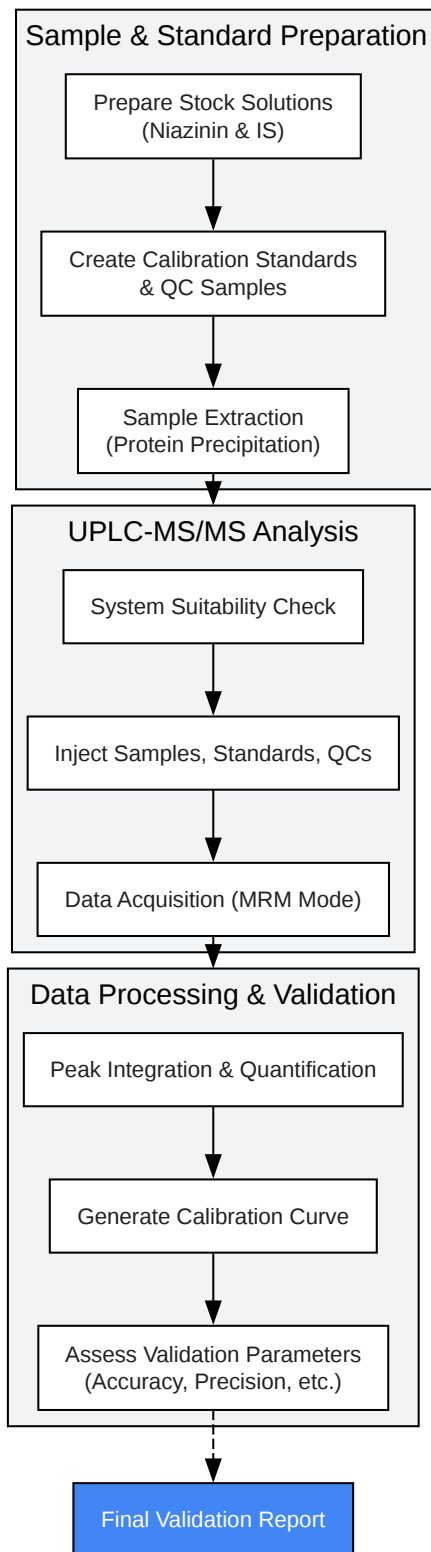 Sample & Standard Preparation
Prepare Stock Solutions
(Niazinin & IS)
Create Calibration Standards
& QC Samples
Sample Extraction
(Protein Precipitation)
UPLC-MS/MS Analysis
System Suitability Check
Inject Samples, Standards, QCs
Data Acquisition (MRM Mode)
Data Processing & Validation
Peak Integration & Quantification
Generate Calibration Curve
Assess Validation Parameters
(Accuracy, Precision, etc.)
Final Validation Report